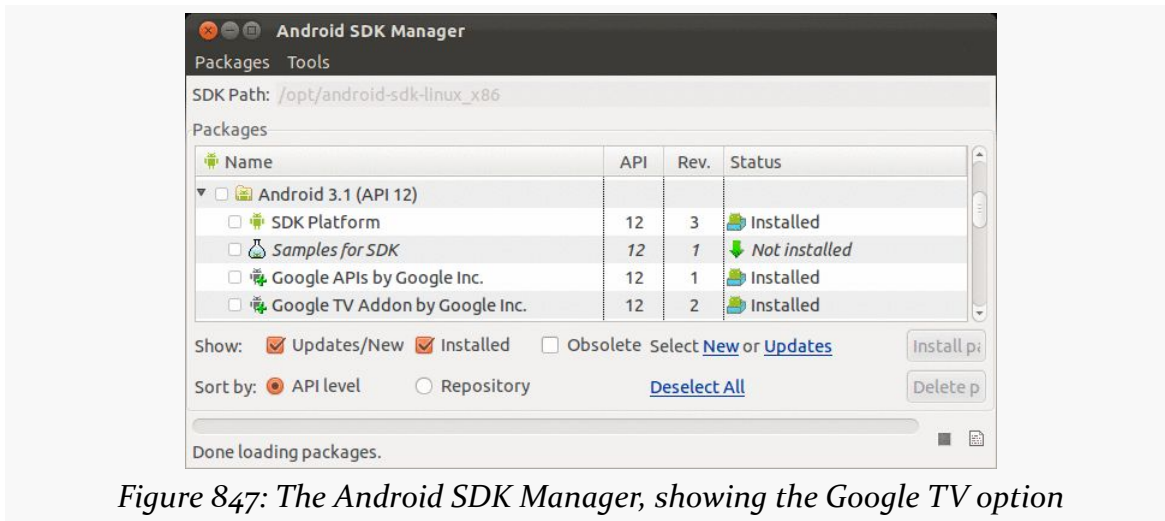 Android SDK Manager
Packages Tools
SDK Path: /opt/android-sdk-linux_x86
Packages
Name API Rev. Status
Android 3.1 (API 12)
SDK Platform 12 3 Installed
Samples for SDK 12 1 Not installed
Google APIs by Google Inc. 12 1 Installed
Google TV Addon by Google Inc. 12 2 Installed
Show: Updates/New Installed Obsolete Select New or Updates Install pa
Sort by: API level Repository Deselect All Delete p
Done loading packages.
Figure 847: The Android SDK Manager, showing the Google TV option